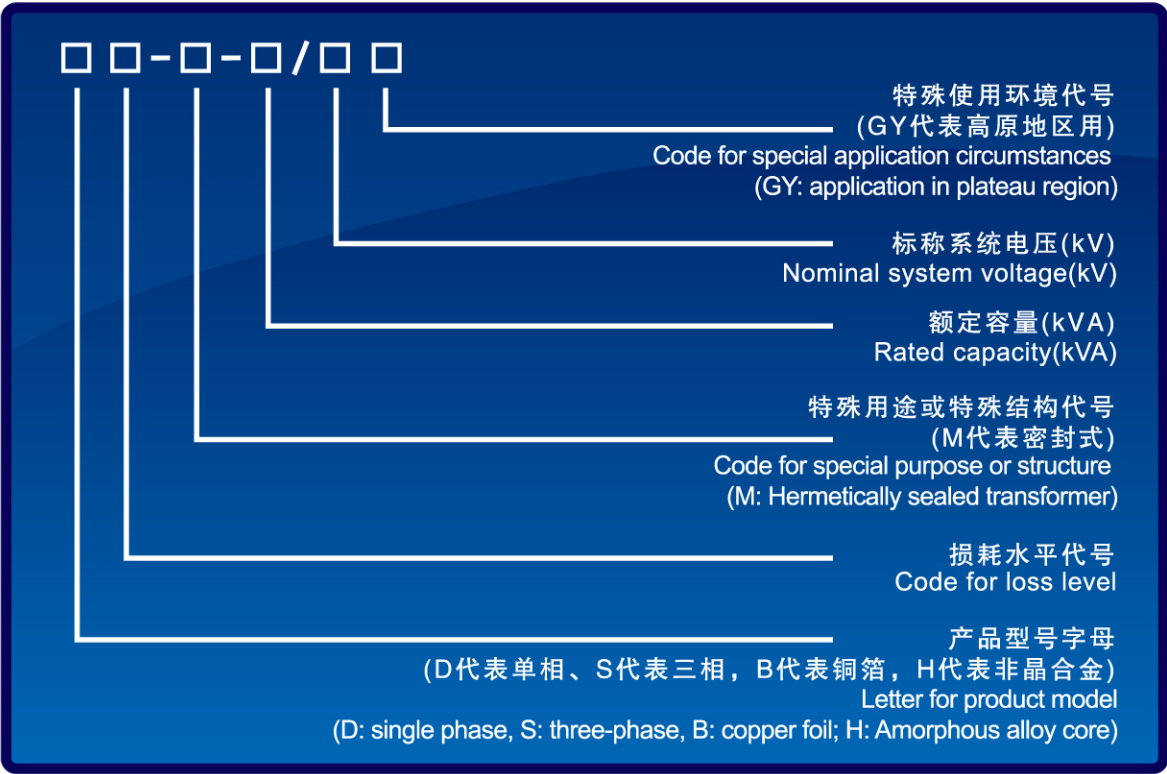 □□-□-□/□□
特殊使用环境代号
(GY代表高原地区用)
Code for special application circumstances
(GY: application in plateau region)
标称系统电压(kV)
Nominal system voltage(kV)
额定容量(kVA)
Rated capacity(kVA)
特殊用途或特殊结构代号
(M代表密封式)
Code for special purpose or structure
(M: Hermetically sealed transformer)
损耗水平代号
Code for loss level
产品型号字母
(D代表单相、S代表三相，B代表铜箔，H代表非晶合金)
Letter for product model
(D: single phase, S: three-phase, B: copper foil; H: Amorphous alloy core)